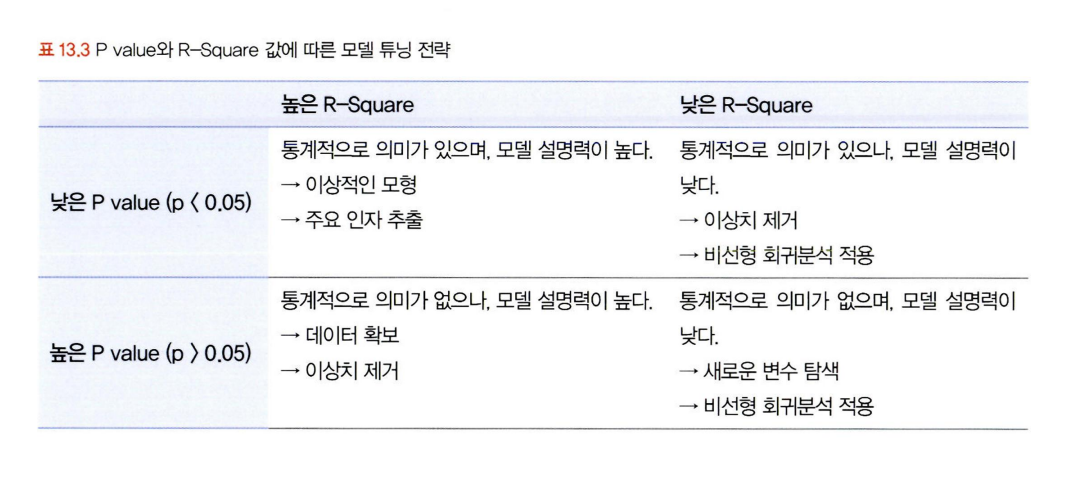 표 13.3 P value와 R-Square 값에 따른 모델 튜닝 전략
높은 R-Square
낮은 R-Square
낮은 P value (p < 0.05)
통계적으로 의미가 있으며, 모델 설명력이 높다.
→ 이상적인 모형
→ 주요 인자 추출
통계적으로 의미가 있으나, 모델 설명력이
낮다.
→ 이상치 제거
→ 비선형 회귀분석 적용
높은 P value (p > 0.05)
통계적으로 의미가 없으나, 모델 설명력이 높다.
→ 데이터 확보
→ 이상치 제거
통계적으로 의미가 없으며, 모델 설명력이
낮다.
→ 새로운 변수 탐색
→ 비선형 회귀분석 적용